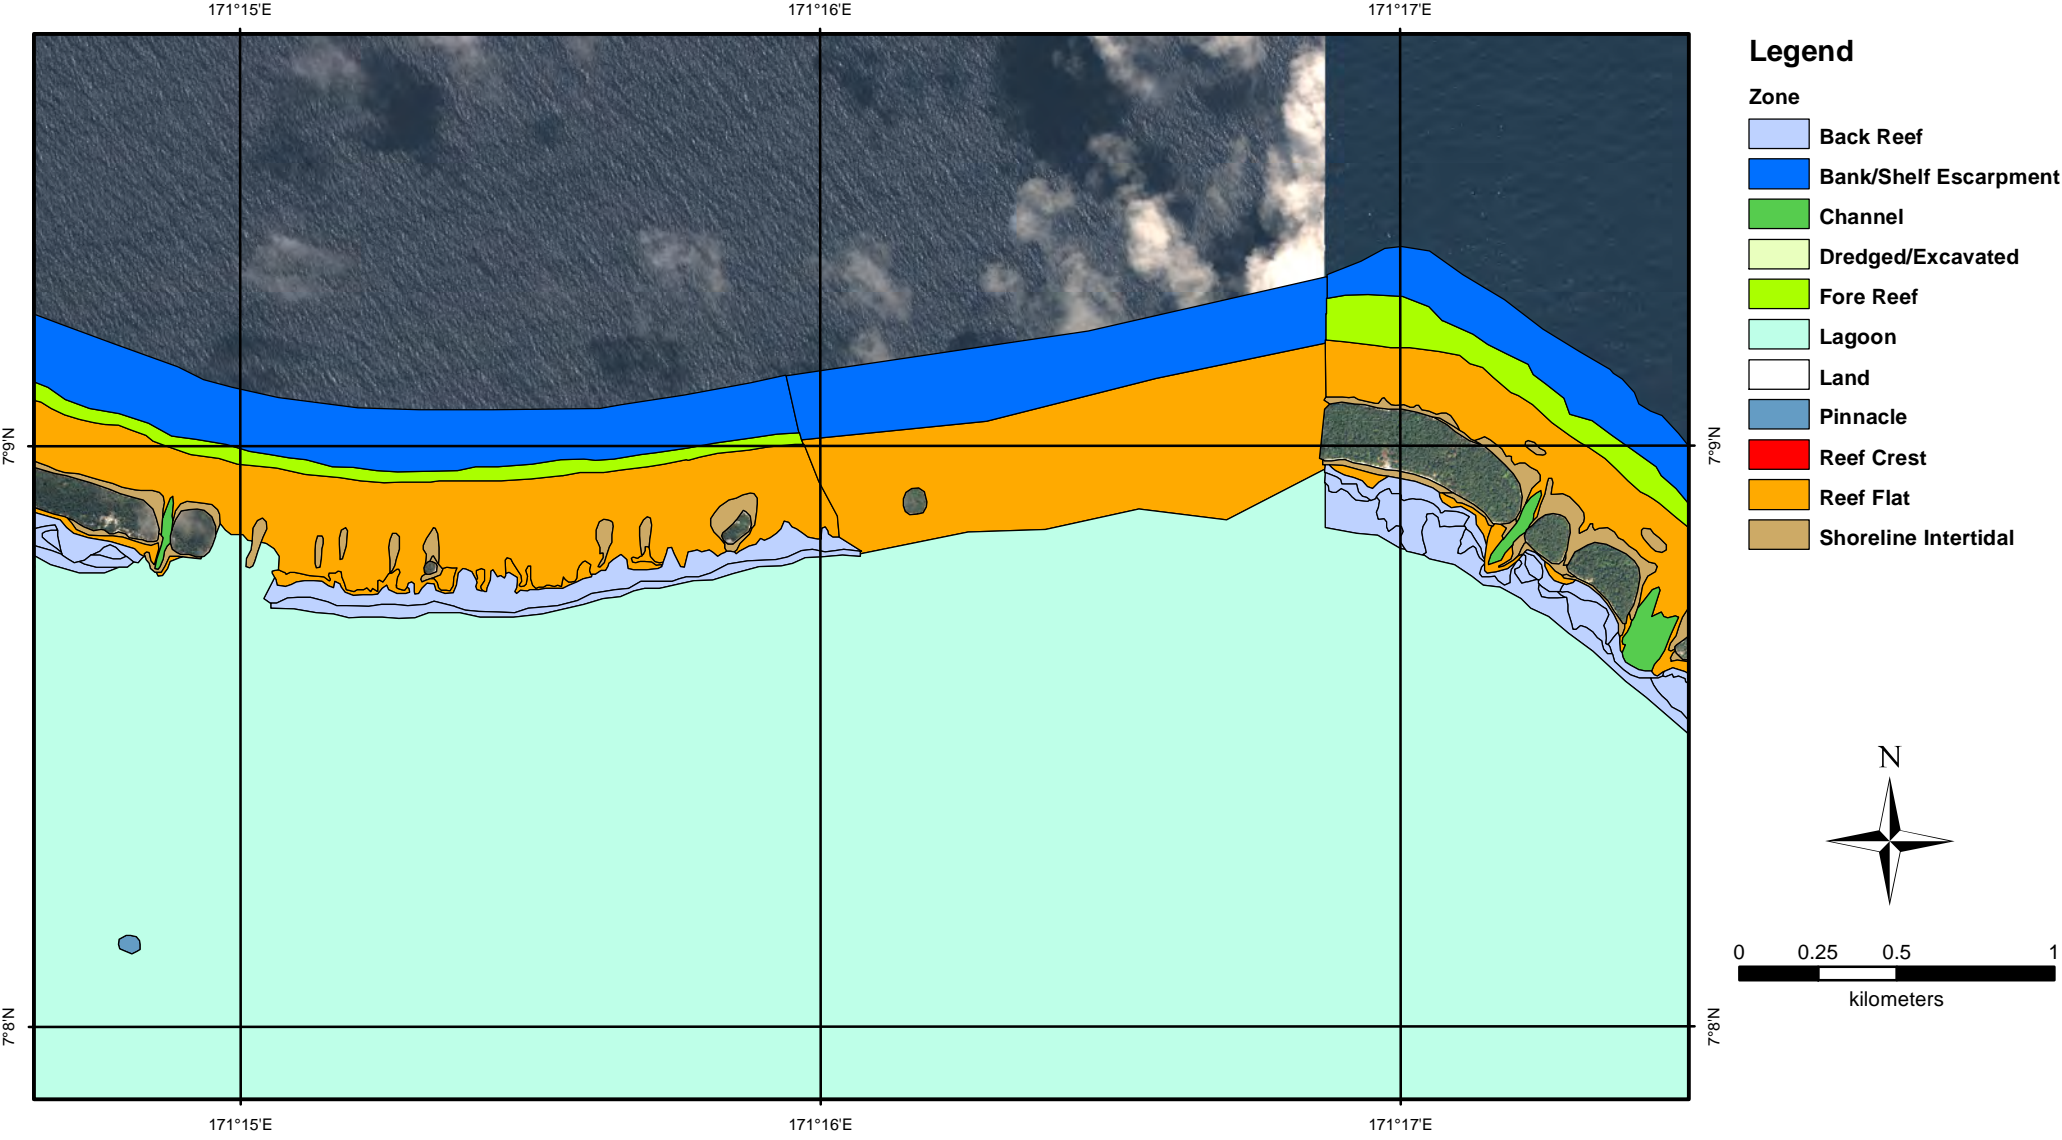 171°15'E 171°16'E 171°17'E
Legend
Zone
Back Reef
Bank/Shelf Escarpment
Channel
Dredged/Excavated
Fore Reef
Lagoon
Land
Pinnacle
Reef Crest
Reef Flat
Shoreline Intertidal
7°9'N 7°9'N
N
0 0.25 0.5 1
kilometers
7°8'N 7°8'N
171°15'E 171°16'E 171°17'E